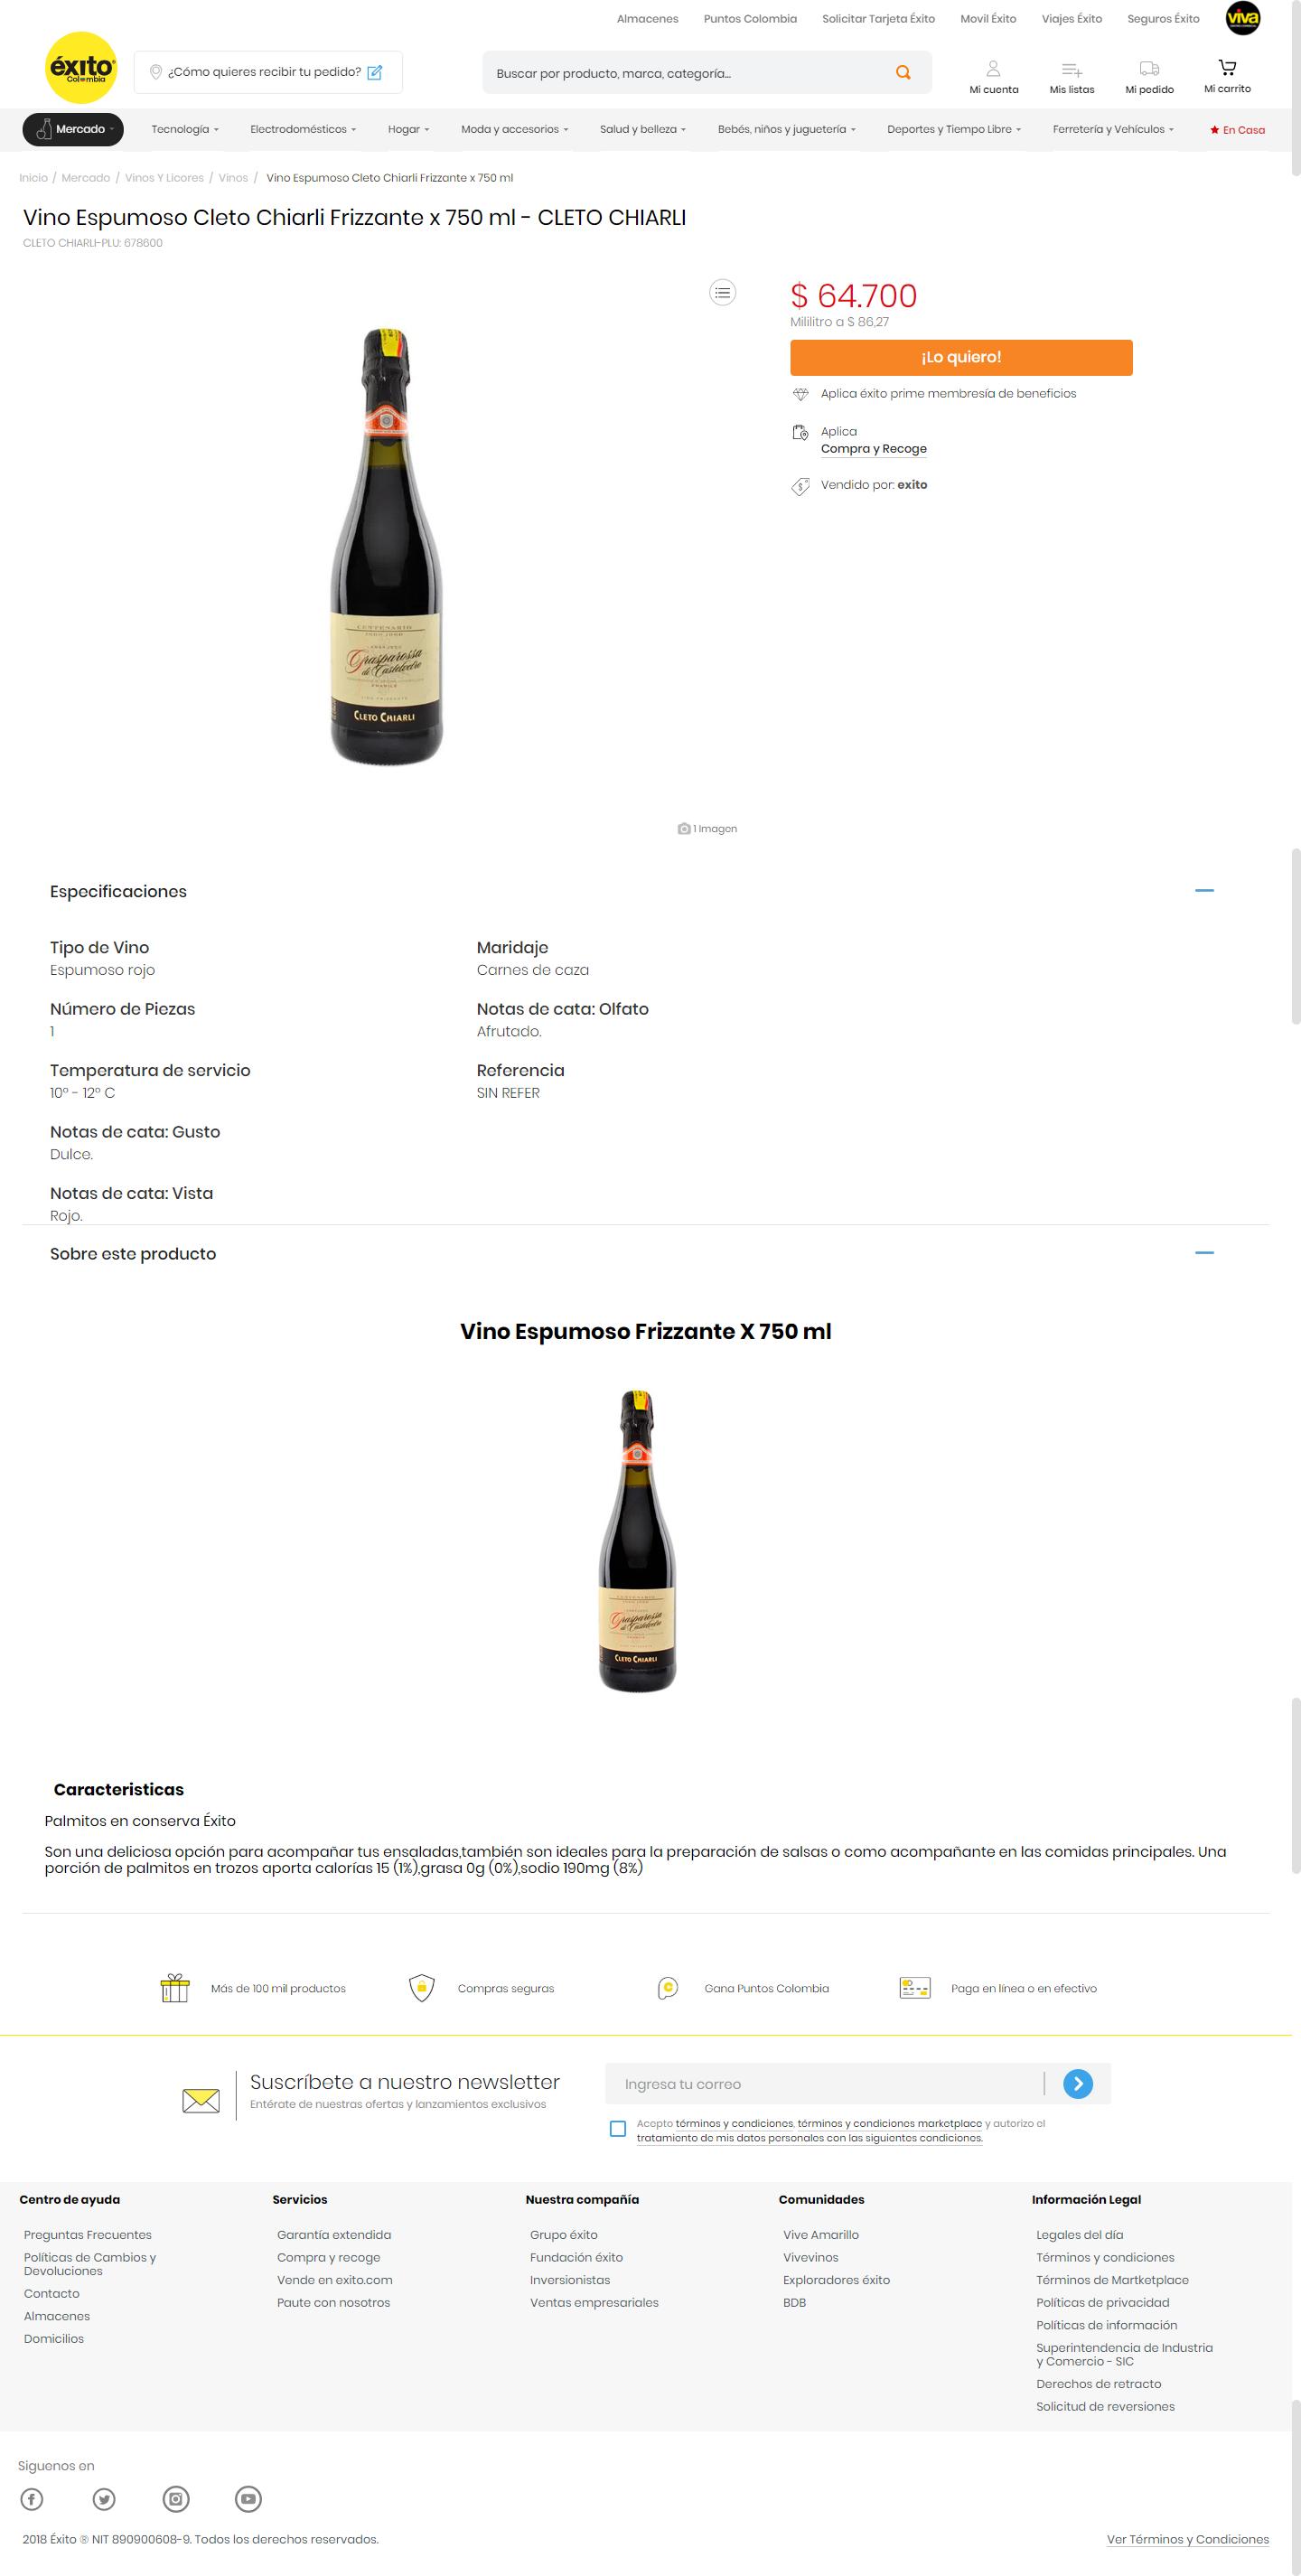 Almacenes Puntos Colombia Solicitar Tarjeta Éxito Movil Éxito Viajes Éxito Seguros Éxito viva
éxito
Colombia
¿Cómo quieres recibir tu pedido?
Buscar por producto, marca, categoría...
Mi cuenta Mis listas Mi pedido Mi carrito
Mercado Tecnología Electrodomésticos Hogar Moda y accesorios Salud y belleza Bebés, niños y juguetería Deportes y Tiempo Libre Ferretería y Vehículos En Casa
Inicio / Mercado / Vinos Y Licores / Vinos / Vino Espumoso Cleto Chiarli Frizzante x 750 ml
Vino Espumoso Cleto Chiarli Frizzante x 750 ml - CLETO CHIARLI
CLETO CHIARLI-PLU: 678600
$ 64.700
Mililitro a $ 86,27
¡Lo quiero!
Aplica éxito prime membresía de beneficios
Aplica
Compra y Recoge
Vendido por: exito
CENTENARIO
Grasparossa
di Castelvetro
CLETO CHIARLI
1 Imagen
Especificaciones
Tipo de Vino
Espumoso rojo
Maridaje
Carnes de caza
Número de Piezas
1
Notas de cata: Olfato
Afrutado.
Temperatura de servicio
10° - 12° C
Referencia
SIN REFER
Notas de cata: Gusto
Dulce.
Notas de cata: Vista
Rojo.
Sobre este producto
Vino Espumoso Frizzante X 750 ml
Grasparossa
di Castelvetro
CLETO CHIARLI
Caracteristicas
Palmitos en conserva Éxito
Son una deliciosa opción para acompañar tus ensaladas,también son ideales para la preparación de salsas o como acompañante en las comidas principales. Una
porción de palmitos en trozos aporta calorías 15 (1%),grasa 0g (0%),sodio 190mg (8%)
Más de 100 mil productos Compras seguras Gana Puntos Colombia Paga en línea o en efectivo
Suscríbete a nuestro newsletter
Entérate de nuestras ofertas y lanzamientos exclusivos
Ingresa tu correo
Acepto términos y condiciones, términos y condiciones marketplace y autorizo el
tratamiento de mis datos personales con las siguientes condiciones.
Centro de ayuda
Preguntas Frecuentes
Políticas de Cambios y
Devoluciones
Contacto
Almacenes
Domicilios
Servicios
Garantía extendida
Compra y recoge
Vende en exito.com
Paute con nosotros
Nuestra compañía
Grupo éxito
Fundación éxito
Inversionistas
Ventas empresariales
Comunidades
Vive Amarillo
Vivevinos
Exploradores éxito
BDB
Información Legal
Legales del día
Términos y condiciones
Términos de Martketplace
Políticas de privacidad
Políticas de información
Superintendencia de Industria
y Comercio - SIC
Derechos de retracto
Solicitud de reversiones
Siguenos en
2018 Éxito ® NIT 890900608-9. Todos los derechos reservados.
Ver Términos y Condiciones